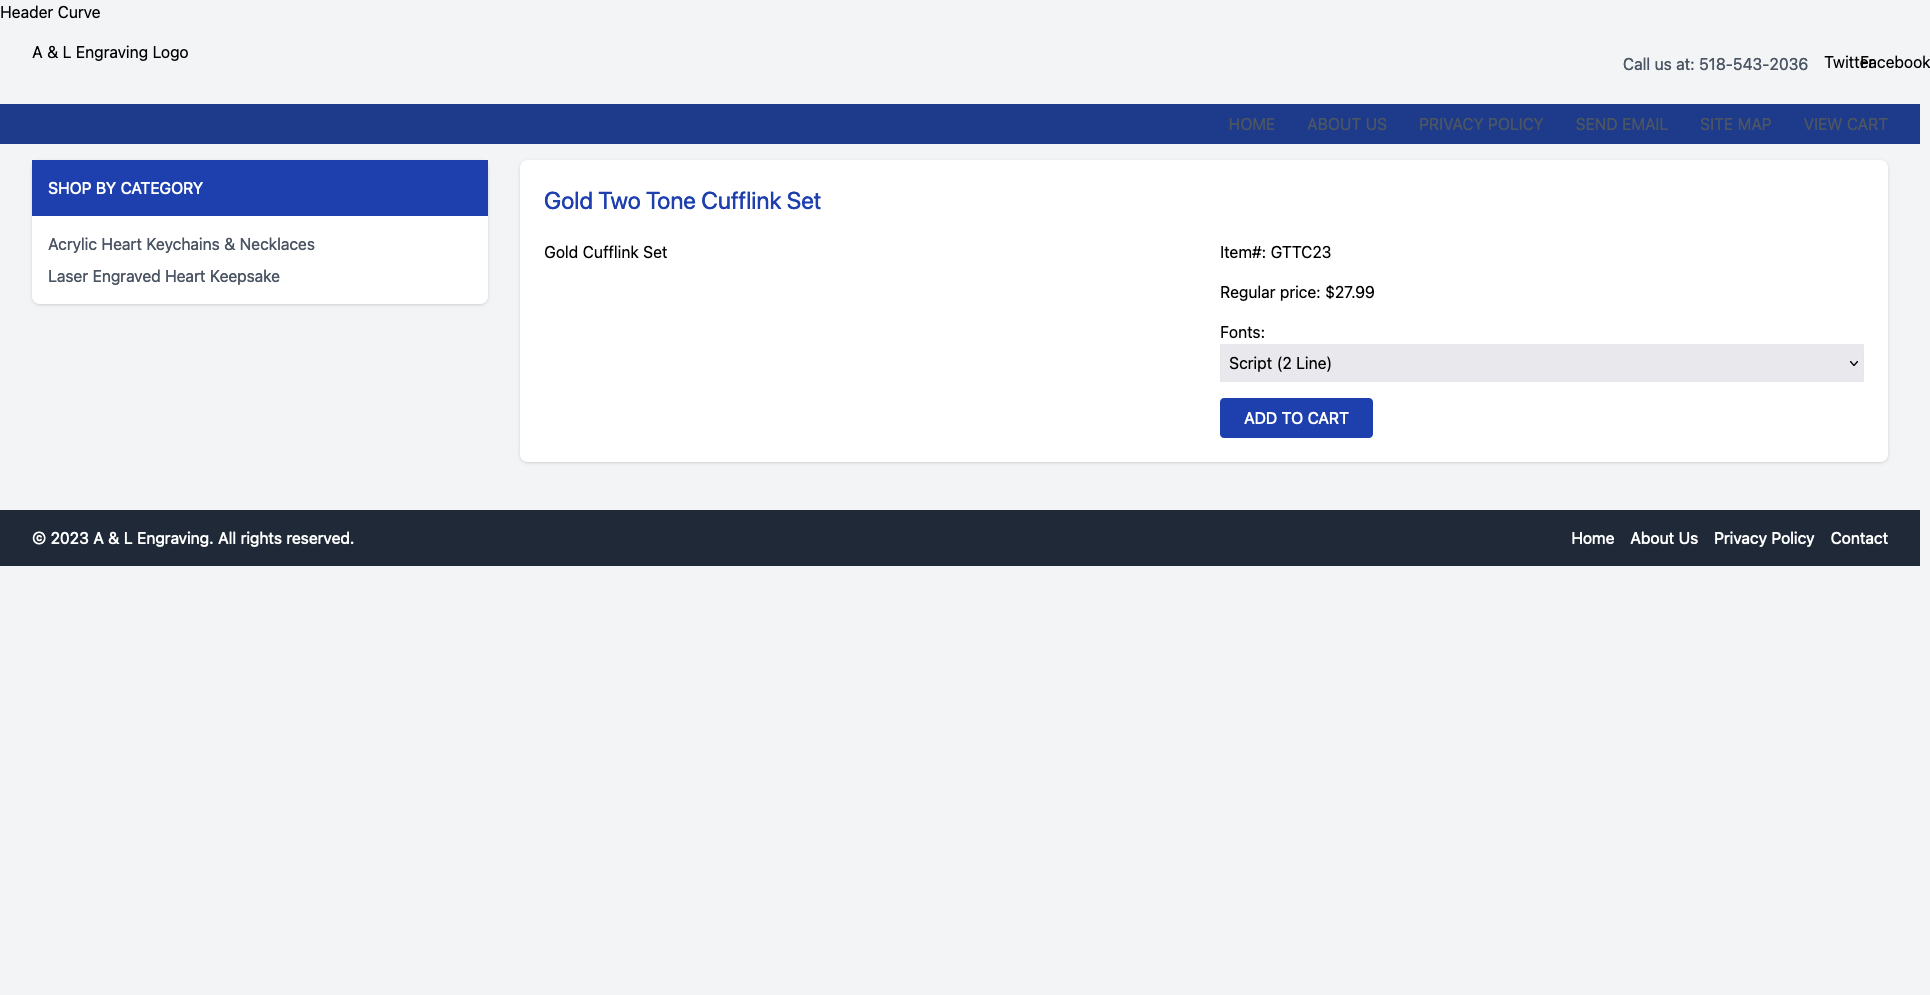 Header Curve
A & L Engraving Logo
Call us at: 518-543-2036
Twitter
Facebook
HOME ABOUT US PRIVACY POLICY SEND EMAIL SITE MAP VIEW CART
SHOP BY CATEGORY
Acrylic Heart Keychains & Necklaces
Laser Engraved Heart Keepsake
Gold Two Tone Cufflink Set
Gold Cufflink Set
Item#: GTTC23
Regular price: $27.99
Fonts:
Script (2 Line)
ADD TO CART
© 2023 A & L Engraving. All rights reserved.
Home About Us Privacy Policy Contact